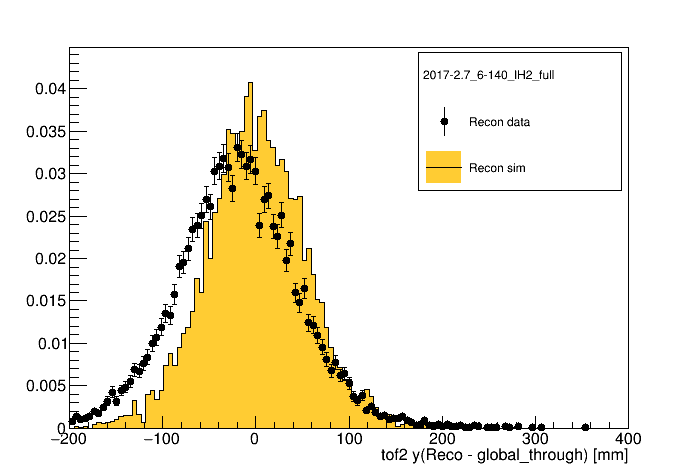 2017-2.7_6-140_IH2_full
Recon data
Recon sim
0.04
0.035
0.03
0.025
0.02
0.015
0.01
0.005
0
−200 −100 0 100 200 300 400
tof2 y(Reco - global_through) [mm]